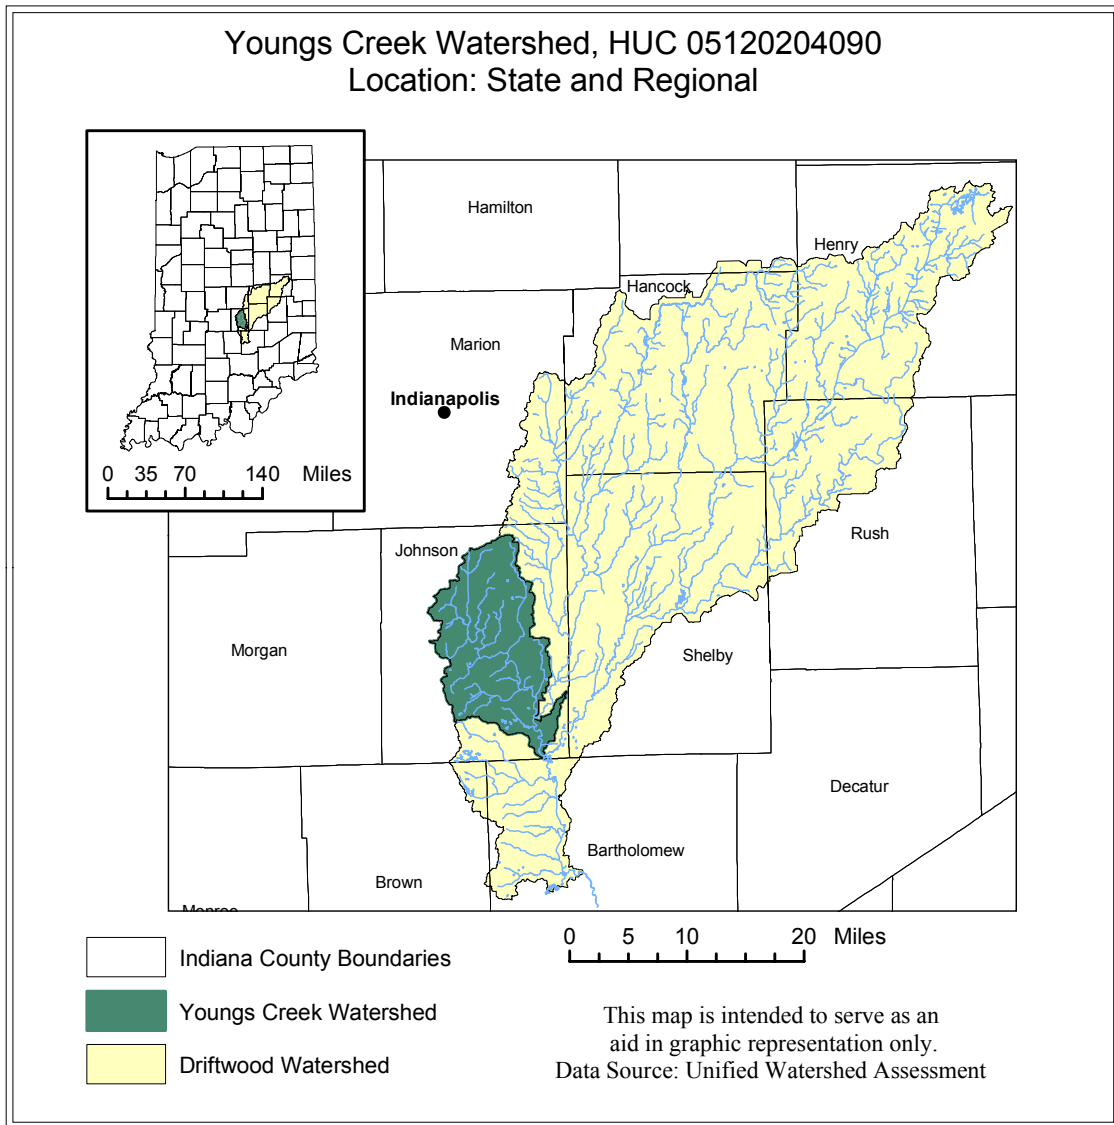 Youngs Creek Watershed, HUC 05120204090
Location: State and Regional
0 35 70 140 Miles
Hamilton
Henry
Hancock
Marion
Indianapolis
Rush
Johnson
Morgan
Shelby
Decatur
Bartholomew
Brown
Monroe
0 5 10 20 Miles
Indiana County Boundaries
Youngs Creek Watershed
Driftwood Watershed
This map is intended to serve as an
aid in graphic representation only.
Data Source: Unified Watershed Assessment